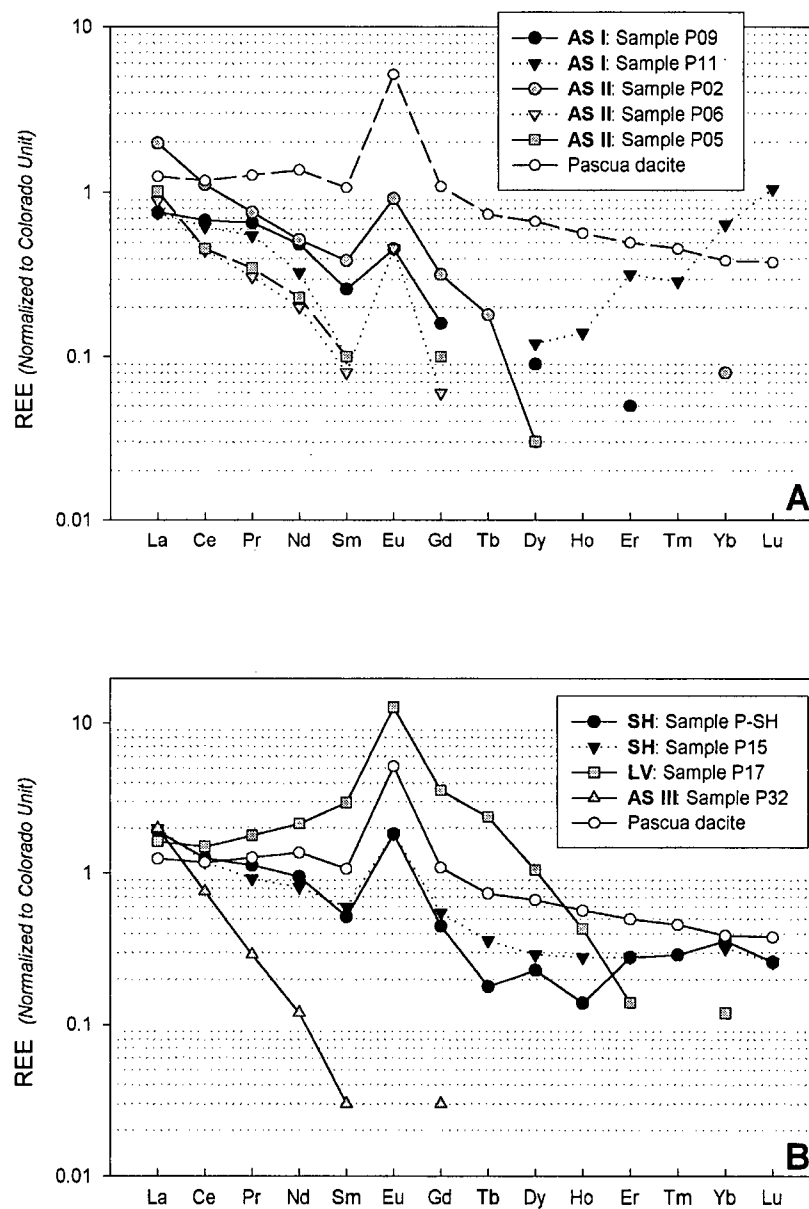 10
1
0.1
0.01
REE (Normalized to Colorado Unit)
AS I: Sample P09
AS I: Sample P11
AS II: Sample P02
AS II: Sample P06
AS II: Sample P05
Pascua dacite
A
La Ce Pr Nd Sm Eu Gd Tb Dy Ho Er Tm Yb Lu
10
1
0.1
0.01
REE (Normalized to Colorado Unit)
SH: Sample P-SH
SH: Sample P15
LV: Sample P17
AS III: Sample P32
Pascua dacite
B
La Ce Pr Nd Sm Eu Gd Tb Dy Ho Er Tm Yb Lu